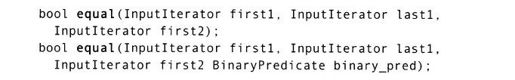 bool equal(InputIterator first1, InputIterator last1,
InputIterator first2);
bool equal(InputIterator first1, InputIterator last1,
InputIterator first2 BinaryPredicate binary_pred);